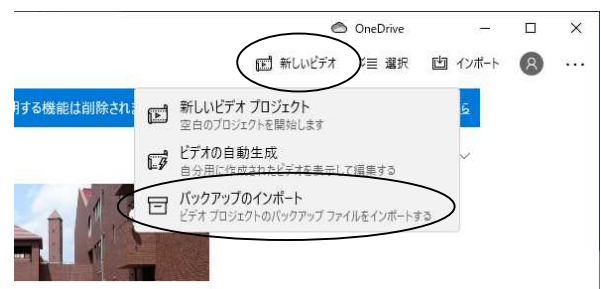 OneDrive
新しいビデオ 選択 インポート
用する機能は削除されま
ら
新しいビデオ プロジェクト
空白のプロジェクトを開始します
ビデオの自動生成
自分用に作成されたビデオを表示して編集する
バックアップのインポート
ビデオ プロジェクトのバックアップ ファイルをインポートする